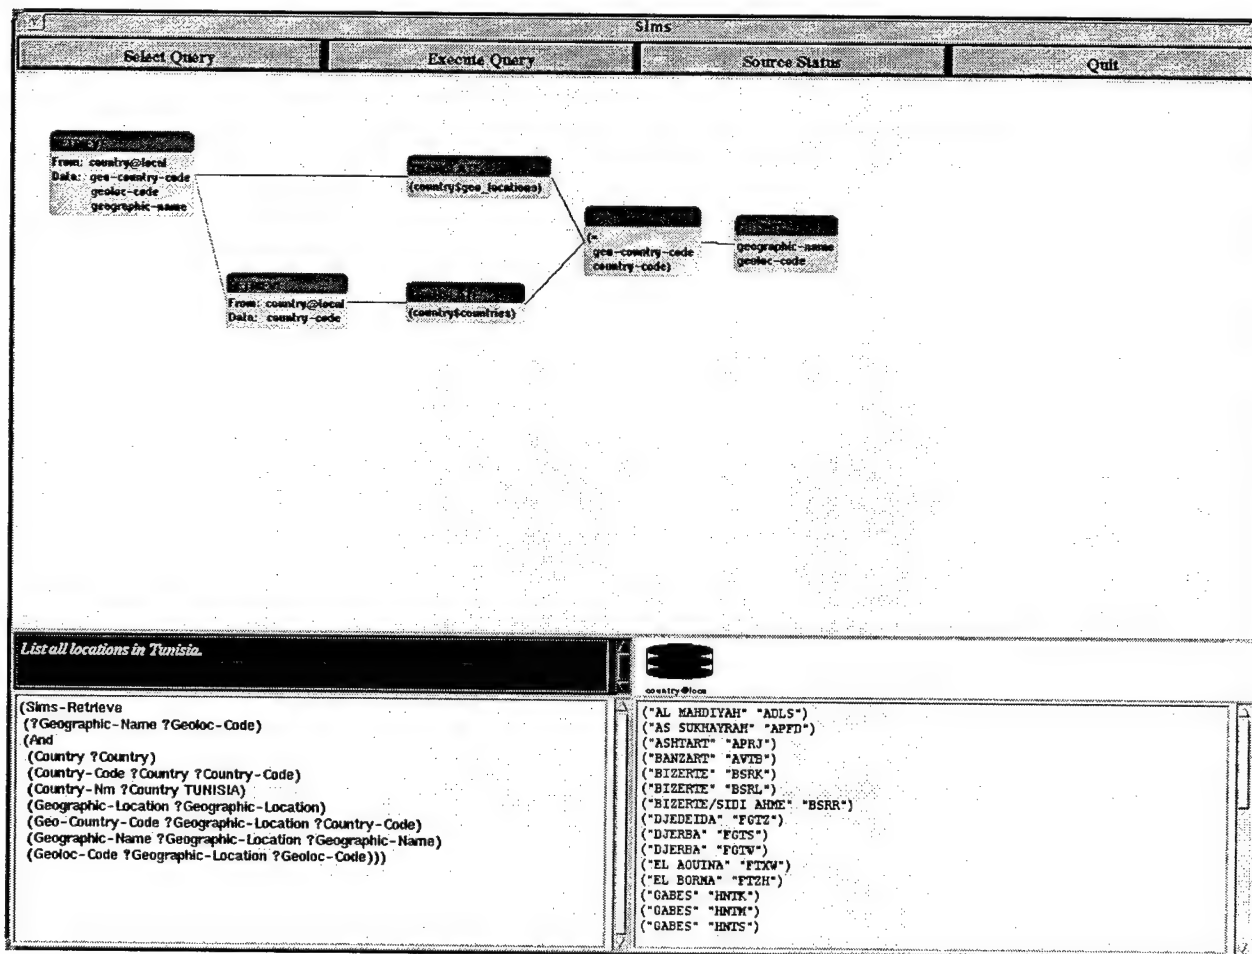 Sims
Select Query
Execute Query
Source Status
Quit
From: country@local
Data: geo-country-code
geoloc-code
geographic-name
(country$geo_locations)
(=
geo-country-code
country-code)
geographic-name
geoloc-code
From: country@local
Data: country-code
(country$countries)
List all locations in Tunisia.
country@loca
(Sims-Retrieve
(?Geographic-Name ?Geoloc-Code)
(And
(Country ?Country)
(Country-Code ?Country ?Country-Code)
(Country-Nm ?Country TUNISIA)
(Geographic-Location ?Geographic-Location)
(Geo-Country-Code ?Geographic-Location ?Country-Code)
(Geographic-Name ?Geographic-Location ?Geographic-Name)
(Geoloc-Code ?Geographic-Location ?Geoloc-Code)))
("AL MAHDIYAH" "ADLS")
("AS SUKHAYRAH" "APFD")
("ASHTART" "APRJ")
("BANZART" "AVTB")
("BIZERTE" "BSRK")
("BIZERTE" "BSRL")
("BIZERTE/SIDI AHME" "BSRR")
("DJEDEIDA" "FGTZ")
("DJERBA" "FGTS")
("DJERBA" "FGTV")
("EL AOUINA" "FTXW")
("EL BORMA" "FTZH")
("GABES" "HNTK")
("GABES" "HNTM")
("GABES" "HNTS")